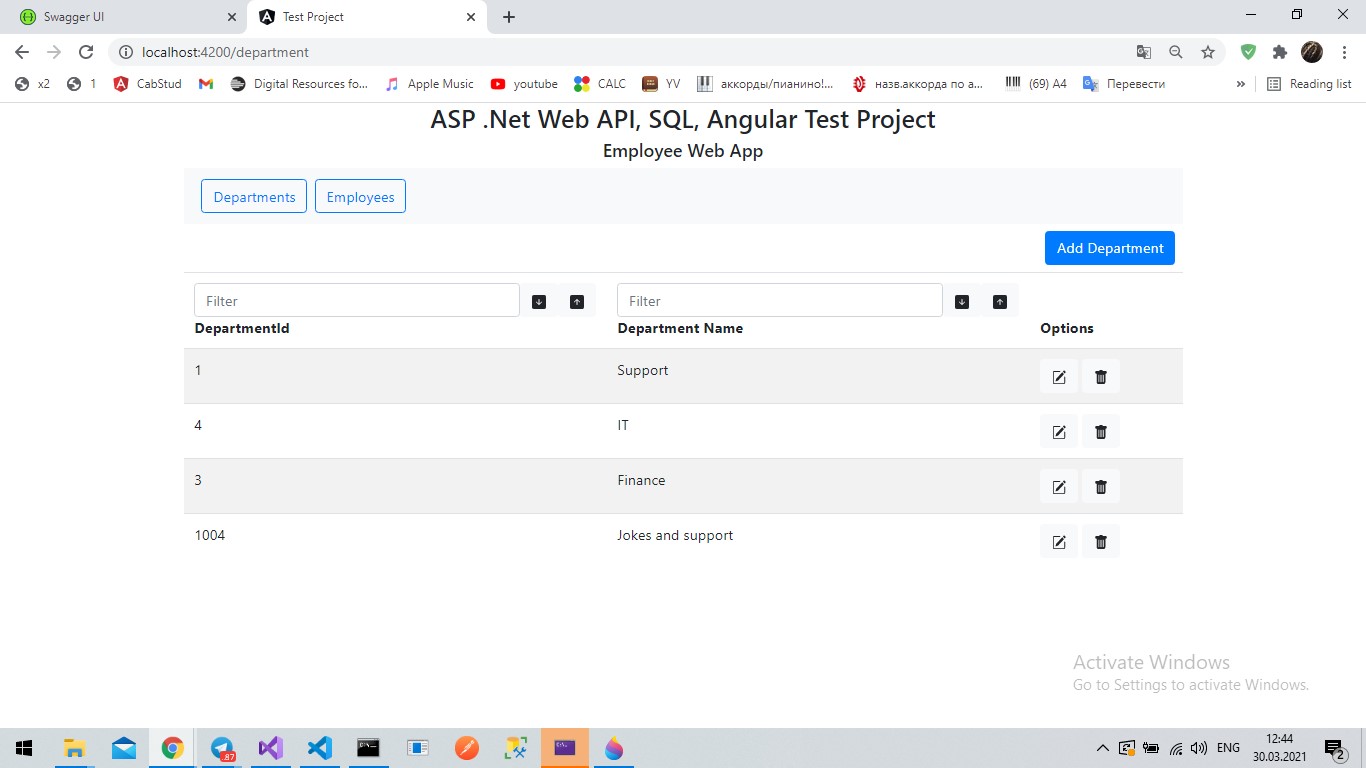 Swagger UI
Test Project
localhost:4200/department
x2
1
CabStud
Digital Resources fo...
Apple Music
youtube
CALC
YV
аккорды/пианино!...
назв.аккорда по а...
(69) A4
Перевести
»
Reading list
ASP .Net Web API, SQL, Angular Test Project
Employee Web App
Departments
Employees
Add Department
Filter
Filter
DepartmentId
Department Name
Options
1
Support
4
IT
3
Finance
1004
Jokes and support
Activate Windows
Go to Settings to activate Windows.
87
ENG
12:44
30.03.2021
2